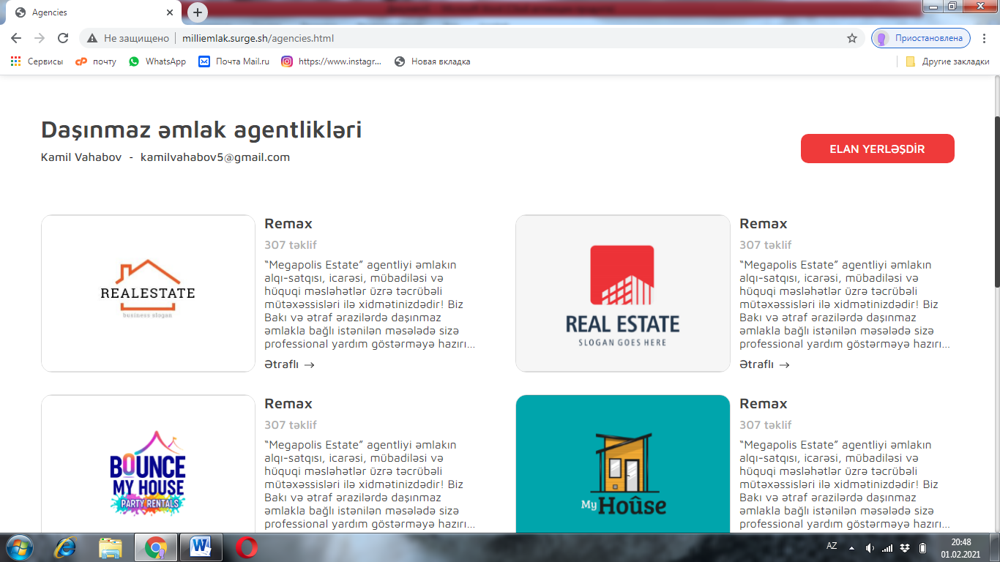 Agencies
Не защищено
milliemlak.surge.sh/agencies.html
Приостановлена
Сервисы
почту
WhatsApp
Почта Mail.ru
https://www.instagr...
Новая вкладка
Другие закладки
Daşınmaz əmlak agentlikləri
Kamil Vahabov - kamilvahabov5@gmail.com
ELAN YERLƏŞDİR
REALESTATE
business slogan
Remax
307 təklif
“Megapolis Estate” agentliyi əmlakın
alqı-satqısı, icarəsi, mübadiləsi və
hüquqi məsləhətlər üzrə təcrübəli
mütəxəssisləri ilə xidmətinizdədir! Biz
Bakı və ətraf ərazilərdə daşınmaz
əmlakla bağlı istənilən məsələdə sizə
professional yardım göstərməyə hazırı...
Ətraflı →
REAL ESTATE
SLOGAN GOES HERE
Remax
307 təklif
“Megapolis Estate” agentliyi əmlakın
alqı-satqısı, icarəsi, mübadiləsi və
hüquqi məsləhətlər üzrə təcrübəli
mütəxəssisləri ilə xidmətinizdədir! Biz
Bakı və ətraf ərazilərdə daşınmaz
əmlakla bağlı istənilən məsələdə sizə
professional yardım göstərməyə hazırı...
Ətraflı →
BOUNCE
MY HOUSE
PARTY RENTALS
Remax
307 təklif
“Megapolis Estate” agentliyi əmlakın
alqı-satqısı, icarəsi, mübadiləsi və
hüquqi məsləhətlər üzrə təcrübəli
mütəxəssisləri ilə xidmətinizdədir! Biz
Bakı və ətraf ərazilərdə daşınmaz
əmlakla bağlı istənilən məsələdə sizə
professional yardım göstərməyə hazırı...
My Hoûse
Remax
307 təklif
“Megapolis Estate” agentliyi əmlakın
alqı-satqısı, icarəsi, mübadiləsi və
hüquqi məsləhətlər üzrə təcrübəli
mütəxəssisləri ilə xidmətinizdədir! Biz
Bakı və ətraf ərazilərdə daşınmaz
əmlakla bağlı istənilən məsələdə sizə
professional yardım göstərməyə hazırı...
AZ
20:48
01.02.2021